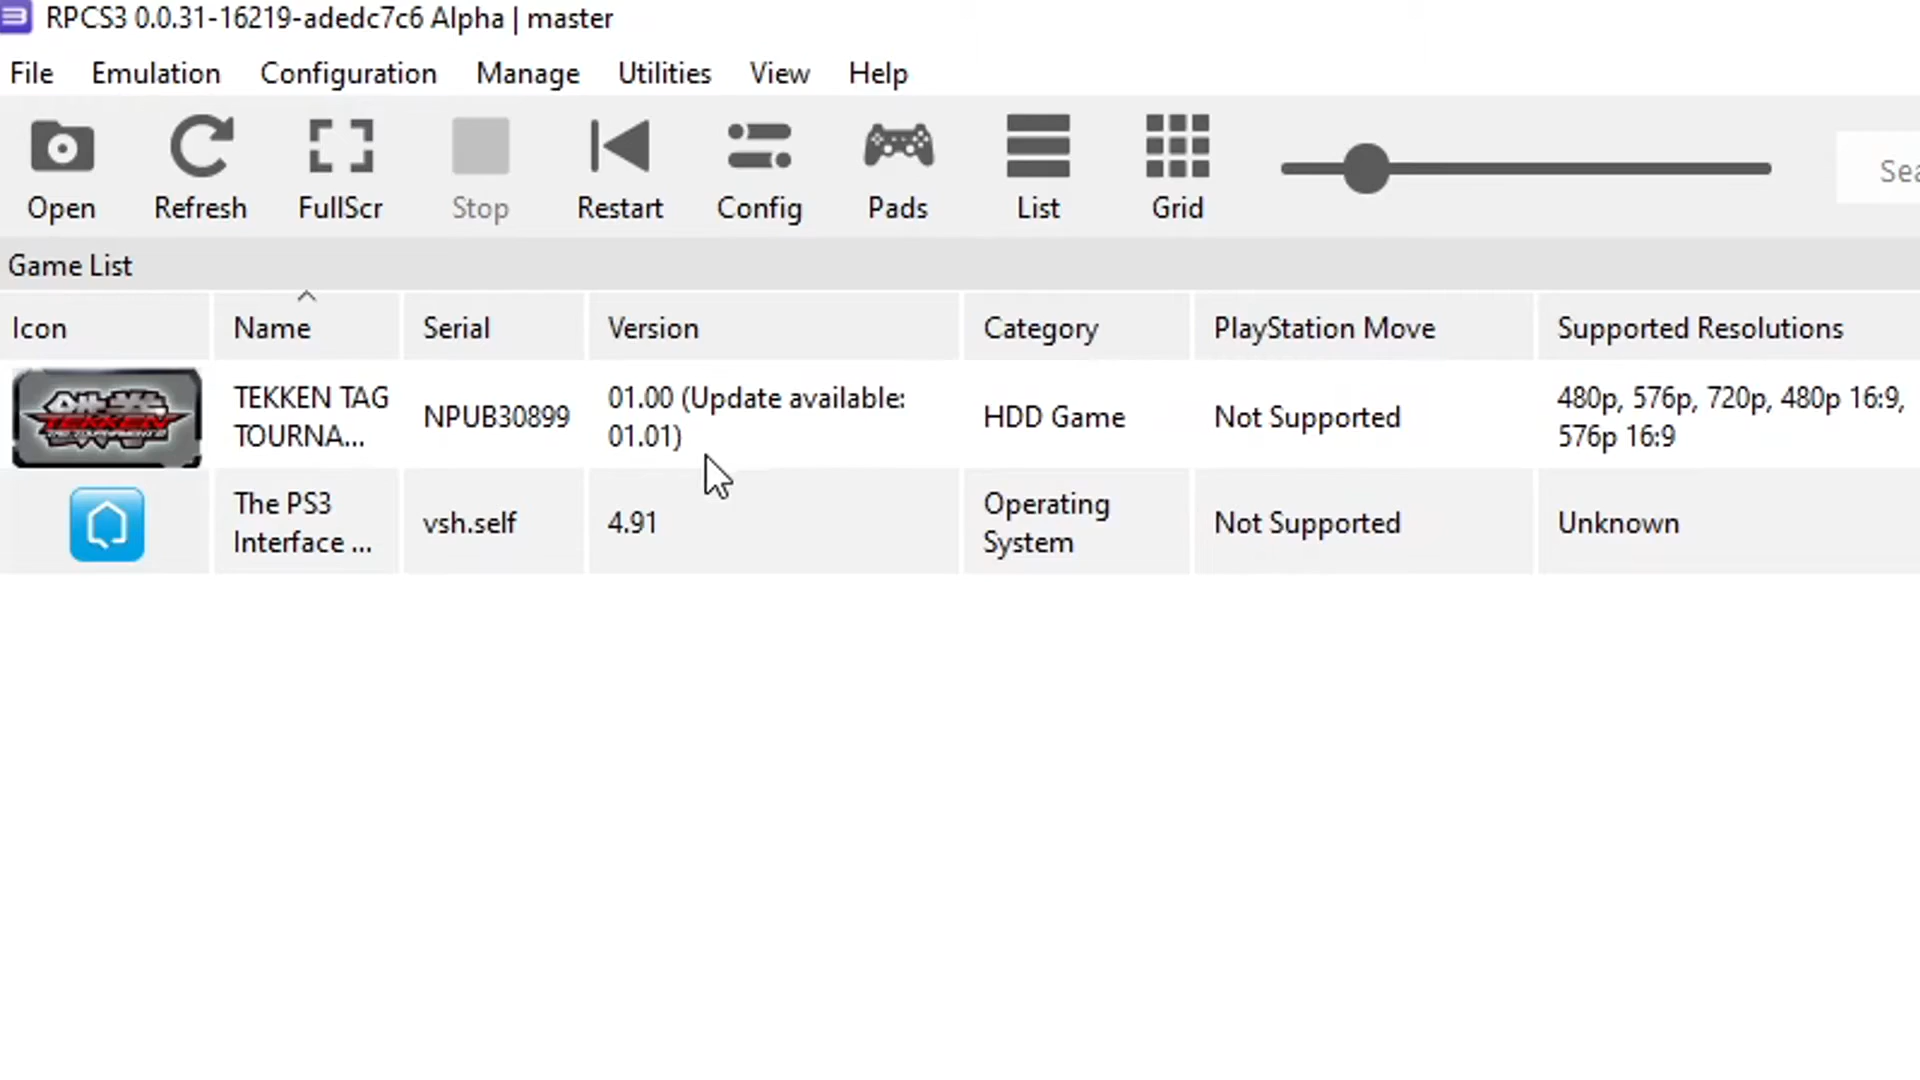 RPCS3 0.0.31-16219-adedc7c6 Alpha | master
File Emulation Configuration Manage Utilities View Help
Open Refresh FullScr Stop Restart Config Pads List Grid Sea
Game List
Icon Name Serial Version Category PlayStation Move Supported Resolutions
TEKKEN
TEKKEN TAG
TOURNA...
NPUB30899
01.00 (Update available:
01.01)
HDD Game
Not Supported
480p, 576p, 720p, 480p 16:9,
576p 16:9
The PS3
Interface ...
vsh.self
4.91
Operating
System
Not Supported
Unknown